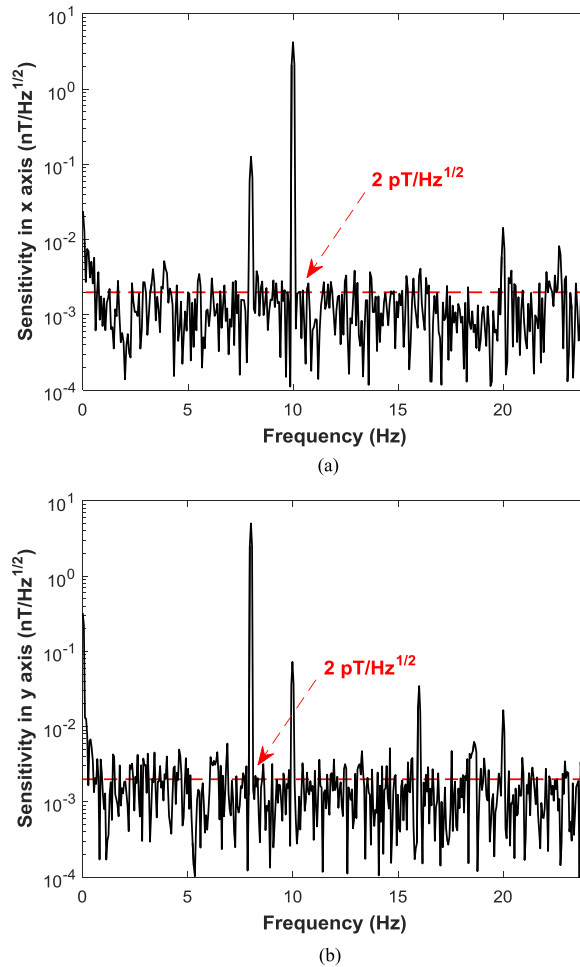 10^1
10^0
10^-1
10^-2
10^-3
10^-4
Sensitivity in x axis (nT/Hz^1/2)
2 pT/Hz^1/2
0 5 10 15 20
Frequency (Hz)
(a)
10^1
10^0
10^-1
10^-2
10^-3
10^-4
Sensitivity in y axis (nT/Hz^1/2)
2 pT/Hz^1/2
0 5 10 15 20
Frequency (Hz)
(b)